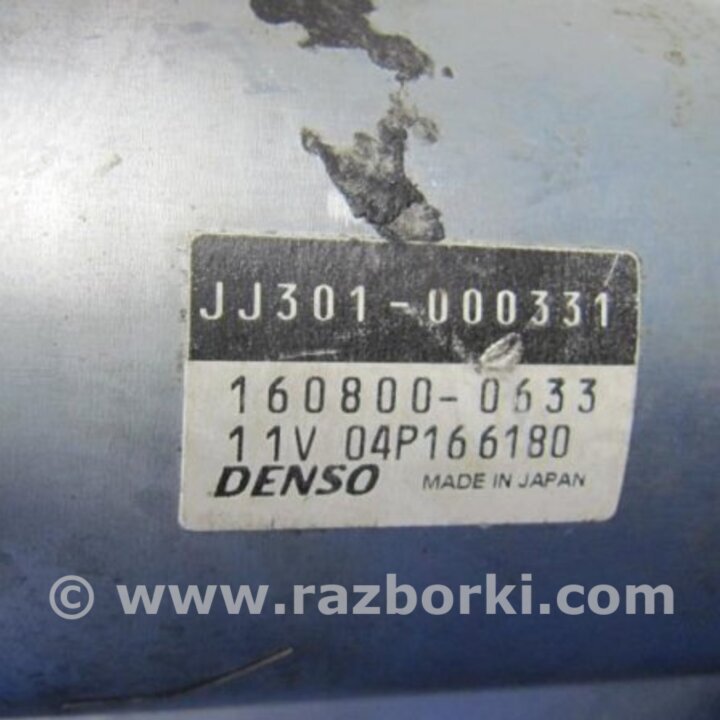 JJ301-000331
160800-0633
11V 04P166180
DENSO MADE IN JAPAN
© www.razborki.com